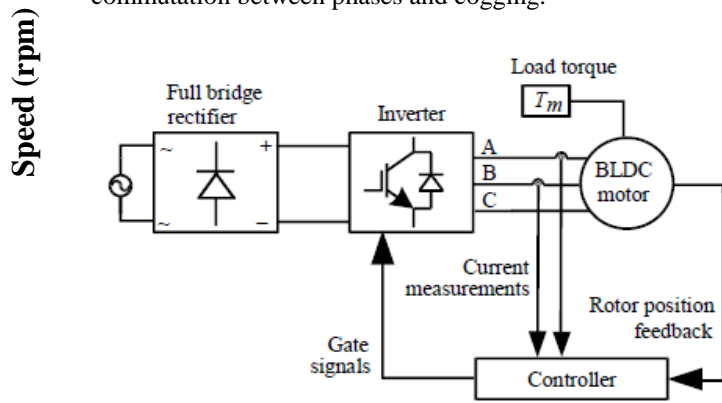 commutation between phases and cogging.
Speed (rpm)
Load torque
T_m
Full bridge
rectifier
Inverter
~
+
~
−
A
B
C
BLDC
motor
Current
measurements
Rotor position
feedback
Gate
signals
Controller